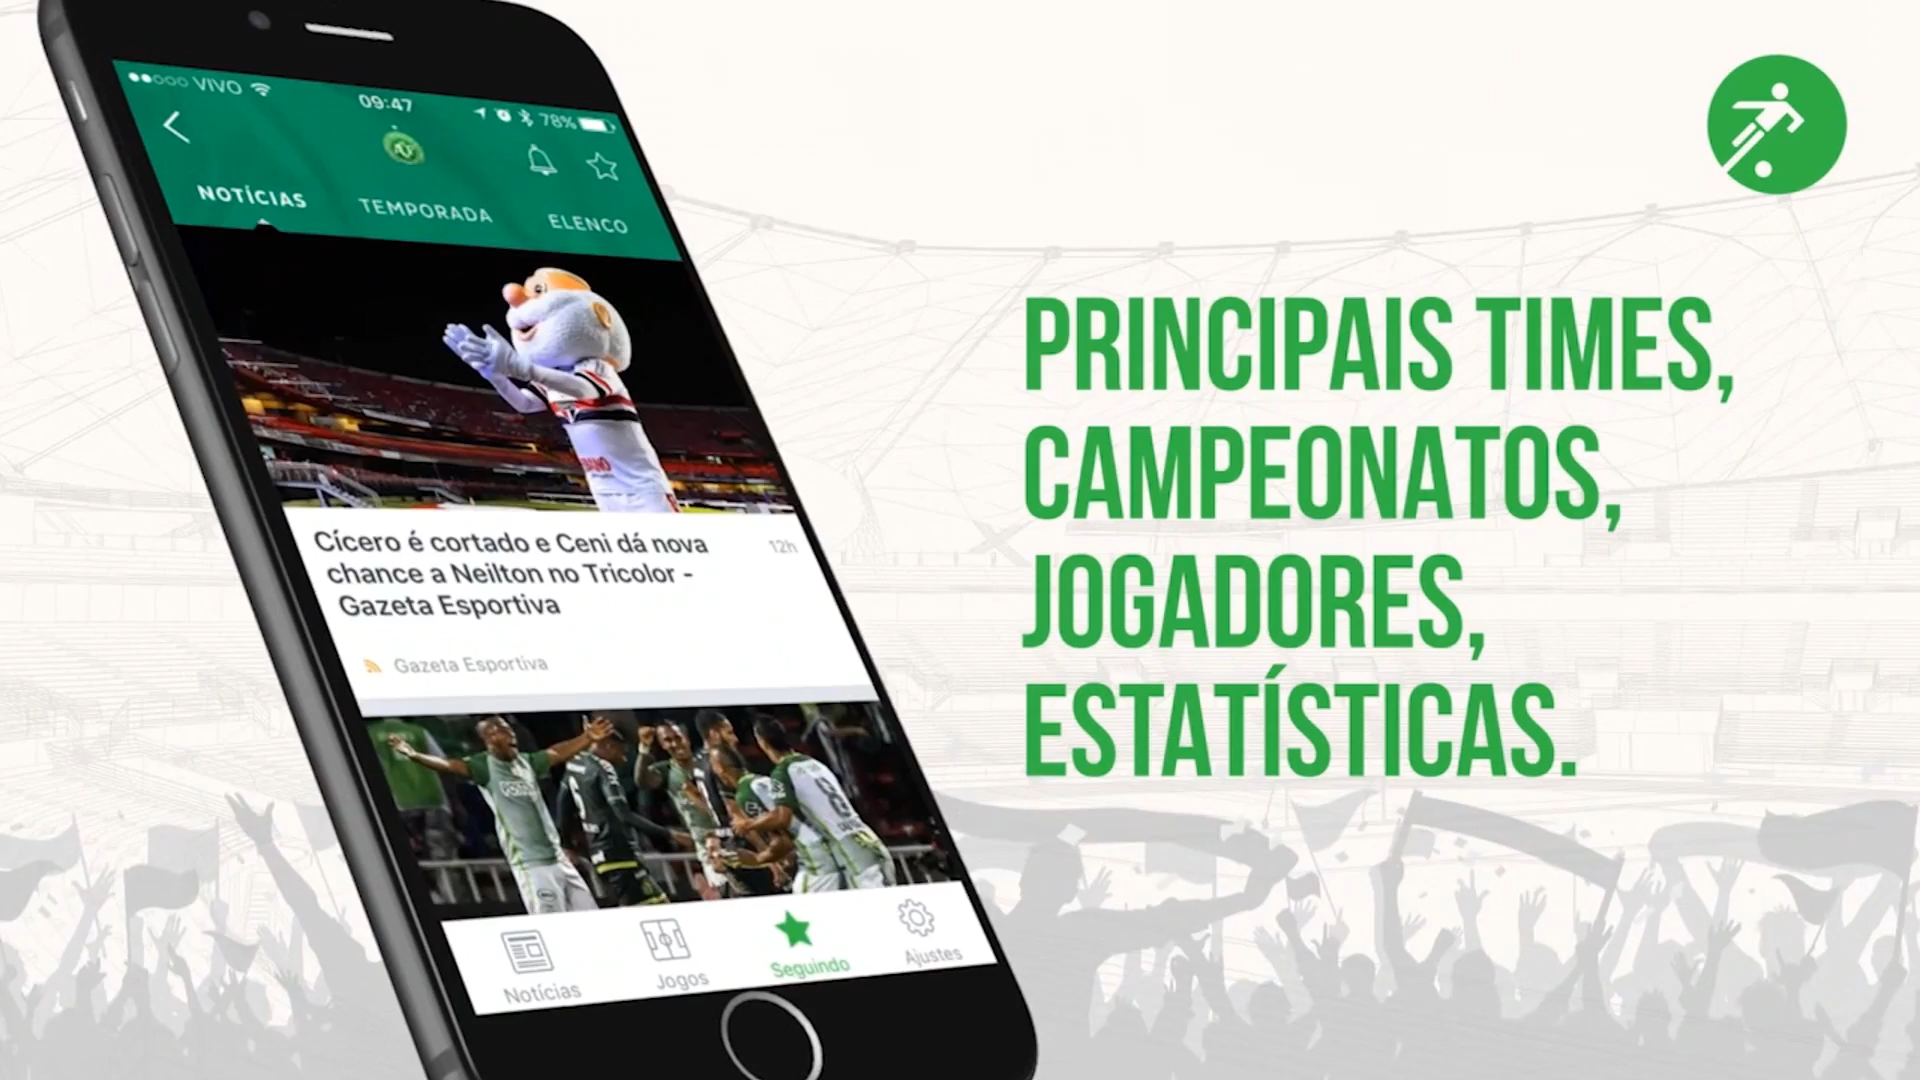 VIVO
09:47
78%
NOTÍCIAS
TEMPORADA
ELENCO
Cícero é cortado e Ceni dá nova
12h
chance a Neilton no Tricolor -
Gazeta Esportiva
Gazeta Esportiva
8
Notícias
Jogos
Seguindo
Ajustes
PRINCIPAIS TIMES,
CAMPEONATOS,
JOGADORES,
ESTATÍSTICAS.